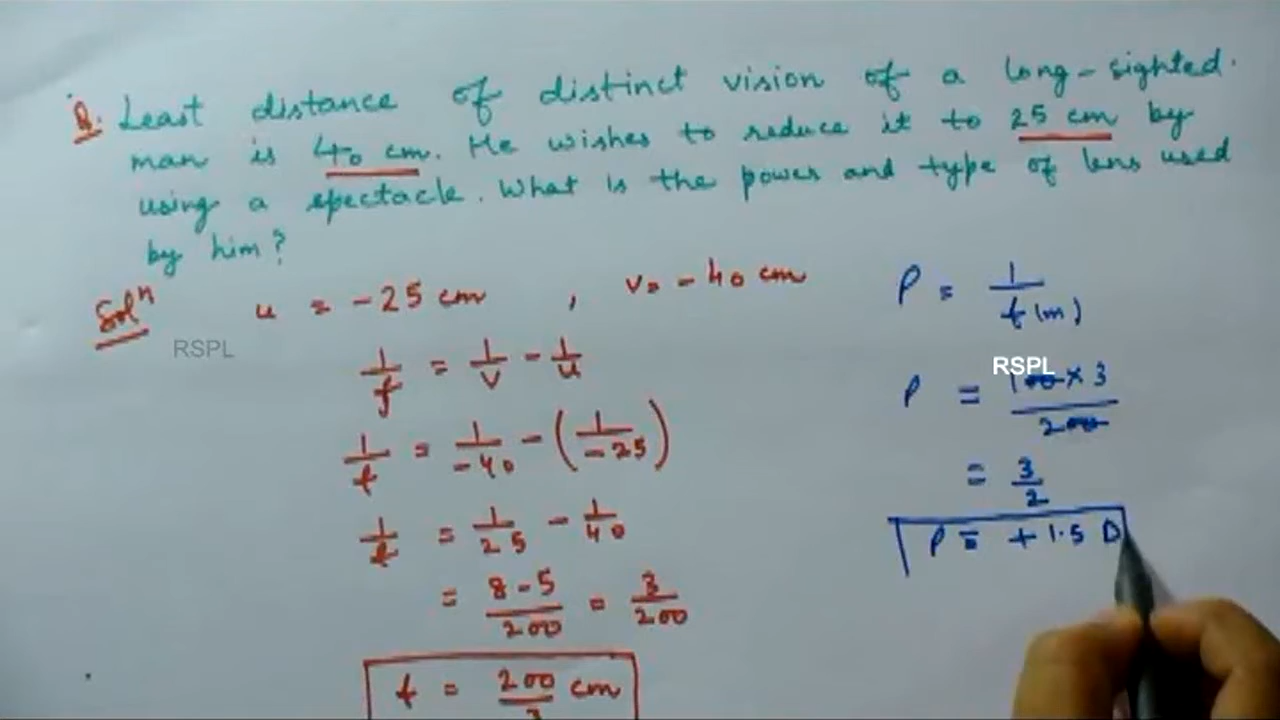 Q. Least distance of distinct vision of a long-sighted.
man is 40 cm. He wishes to reduce it to 25 cm by
using a spectacle. What is the power and type of lens used
by him?
Solⁿ
u = -25 cm , v = -40 cm
RSPL
1/f = 1/v - 1/u
1/f = 1/-40 - (1/-25)
1/f = 1/25 - 1/40
= 8-5/200 = 3/200
f = 200/3 cm
P = 1/f(m)
RSPL
P = 100×3/200
= 3/2
P = +1.5 D